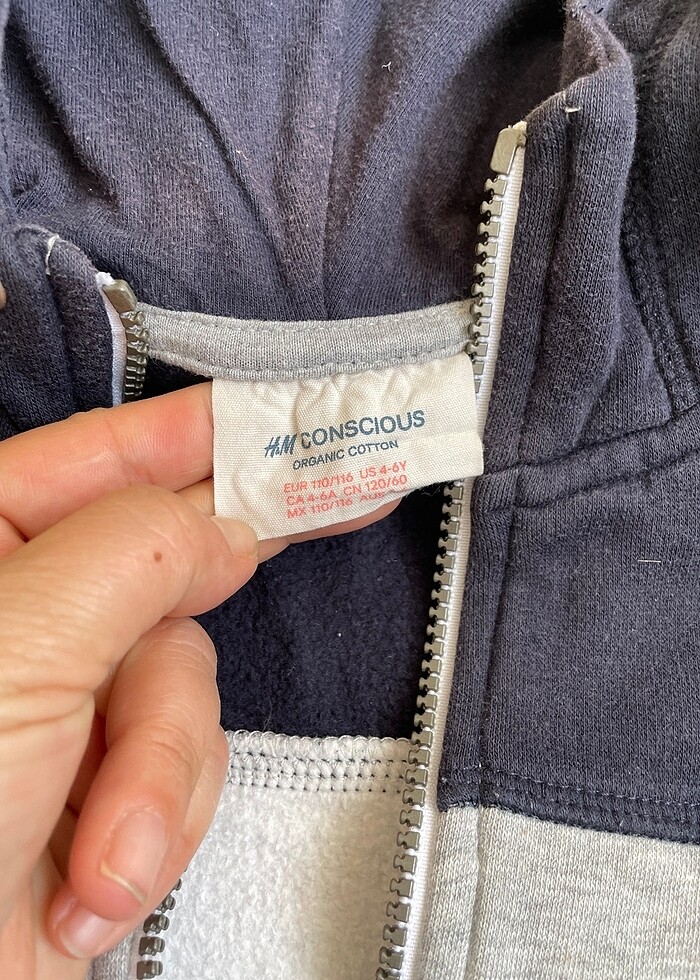 H&M CONSCIOUS
ORGANIC COTTON
EUR 110/116 US 4-6Y
CA 4-6A CN 120/60
MX 110/116